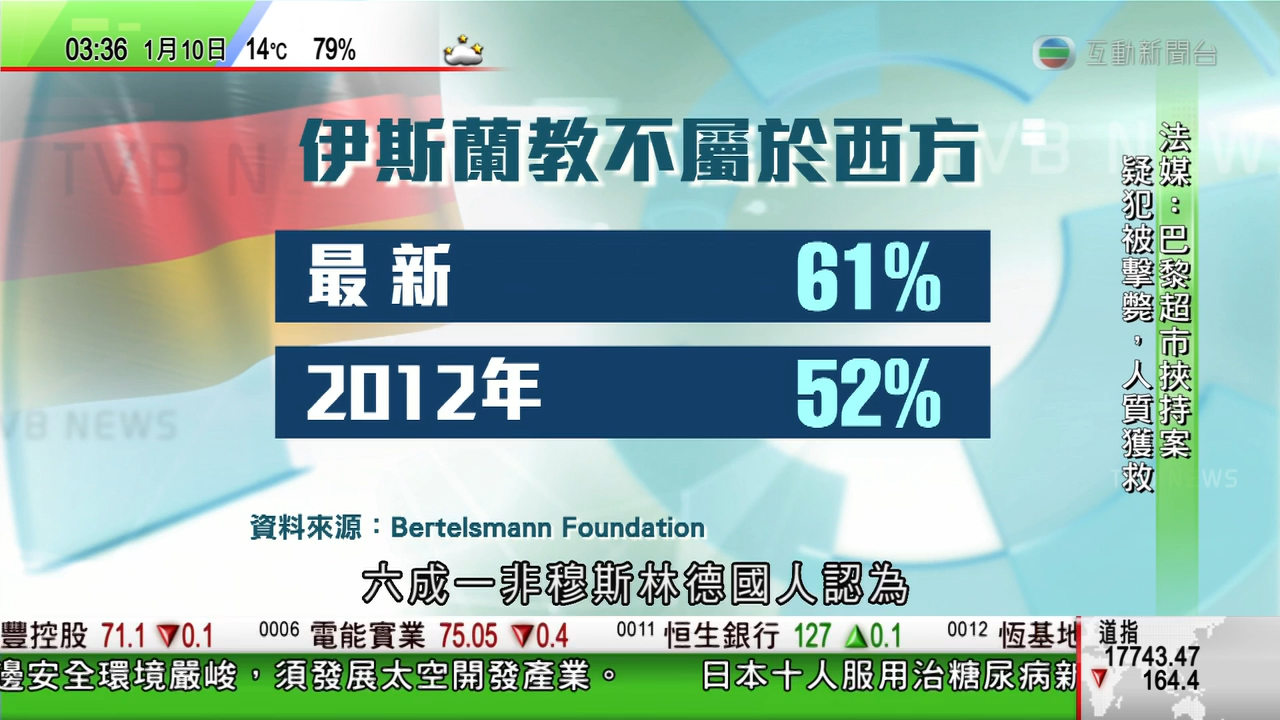 03:36 1月10日 14℃ 79%
互動新聞台
伊斯蘭教不屬於西方
最新 61%
2012年 52%
資料來源：Bertelsmann Foundation
六成一非穆斯林德國人認為
法媒：巴黎超市挾持案
疑犯被擊斃，人質獲救
豐控股 71.1 ▼0.1 0006 電能實業 75.05 ▼0.4 0011 恒生銀行 127 ▲0.1 0012 恆基地
道指
17743.47
▼ 164.4
邊安全環境嚴峻，須發展太空開發產業。 日本十人服用治糖尿病新
TVB NEWS
TVB NEWS